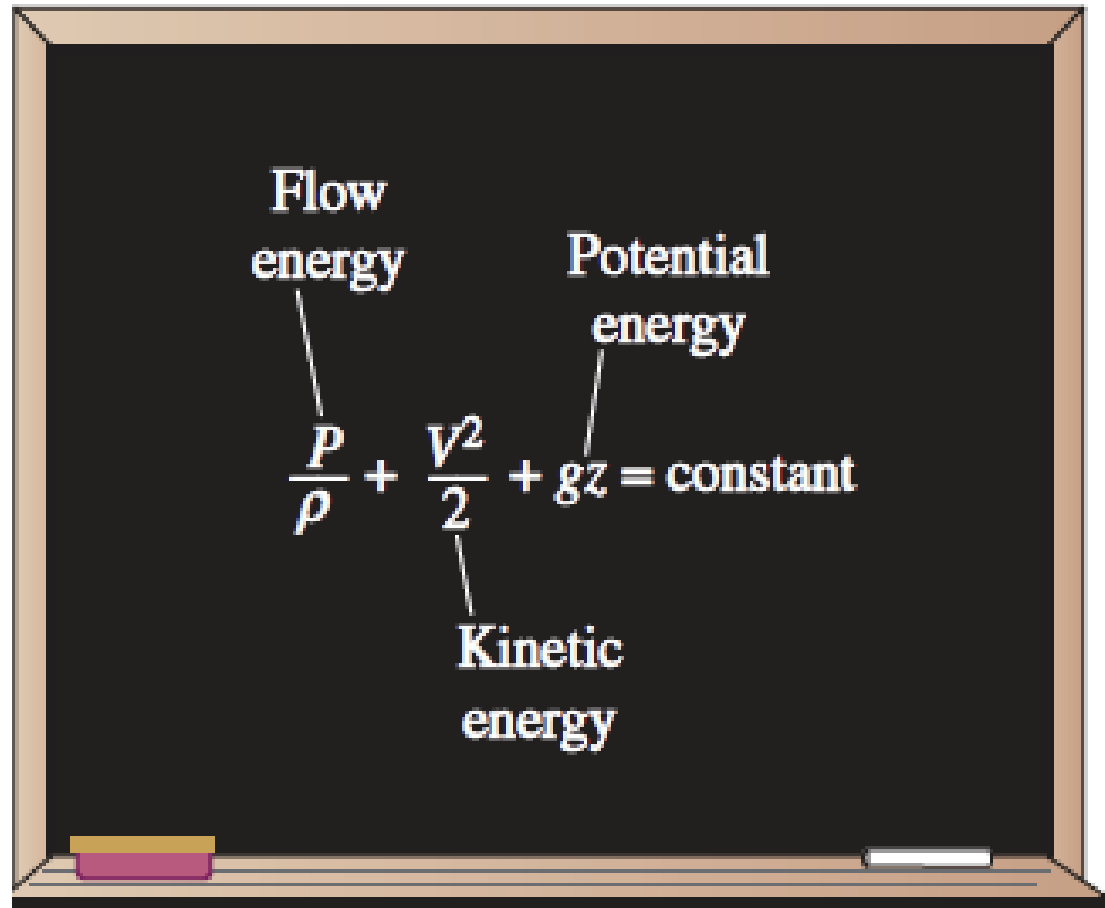 Flow
energy
Potential
energy
P/ρ + V²/2 + gz = constant
Kinetic
energy